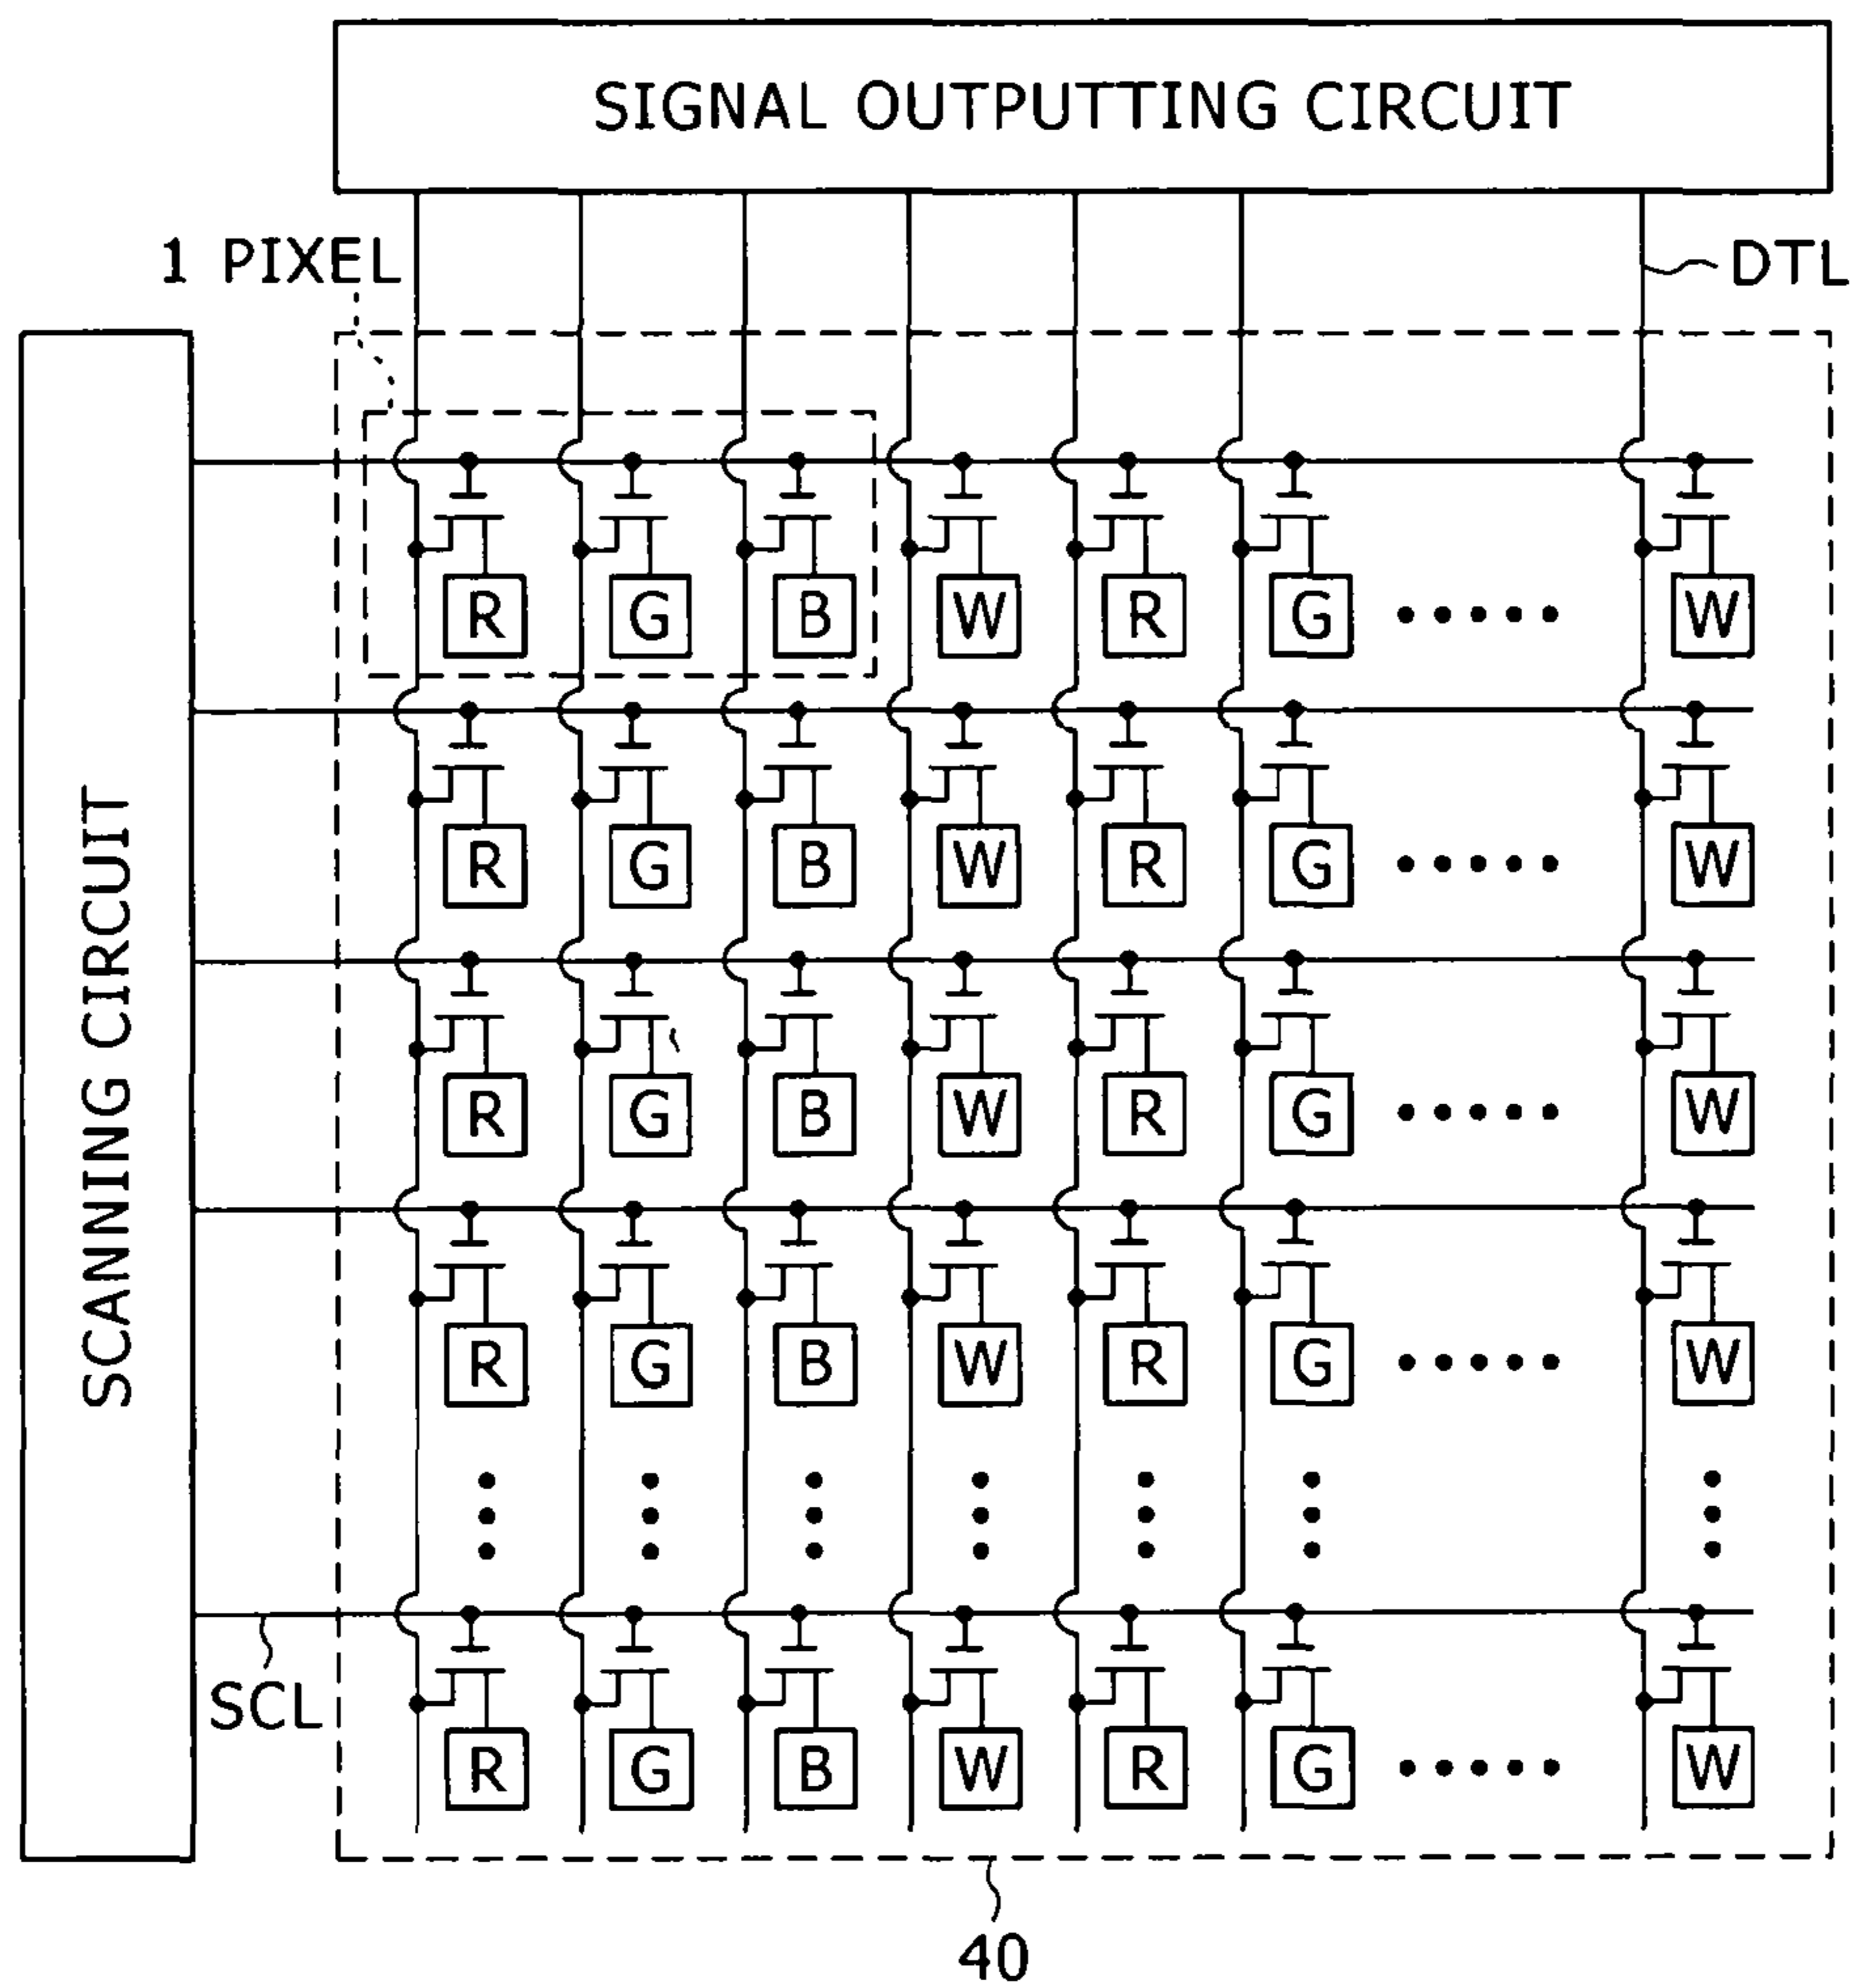 SIGNAL OUTPUTTING CIRCUIT
1 PIXEL
DTL
SCANNING CIRCUIT
R G B W R G W
R G B W R G W
R G B W R G W
R G B W R G W
SCL
R G B W R G W
40